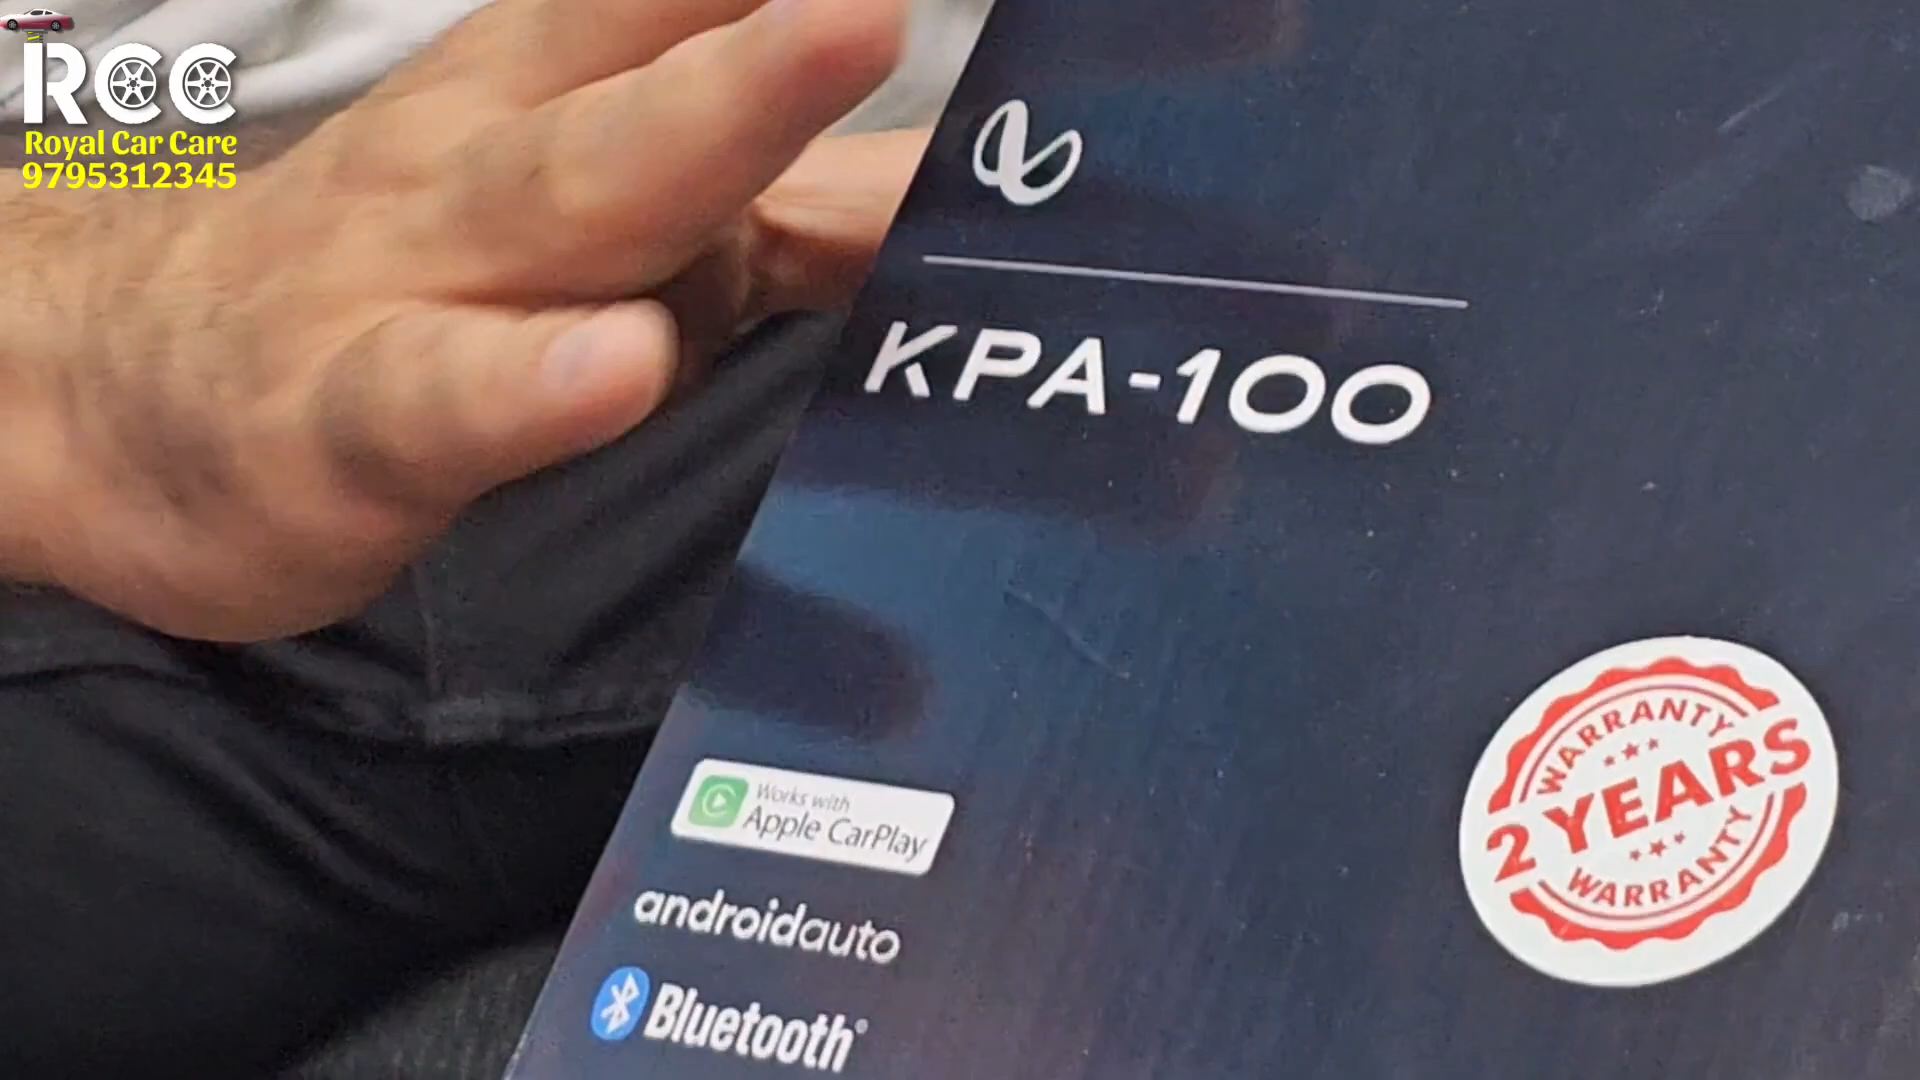 RCC
Royal Car Care
9795312345
KPA-100
WARRANTY
2 YEARS
WARRANTY
Works with
Apple CarPlay
androidauto
Bluetooth®